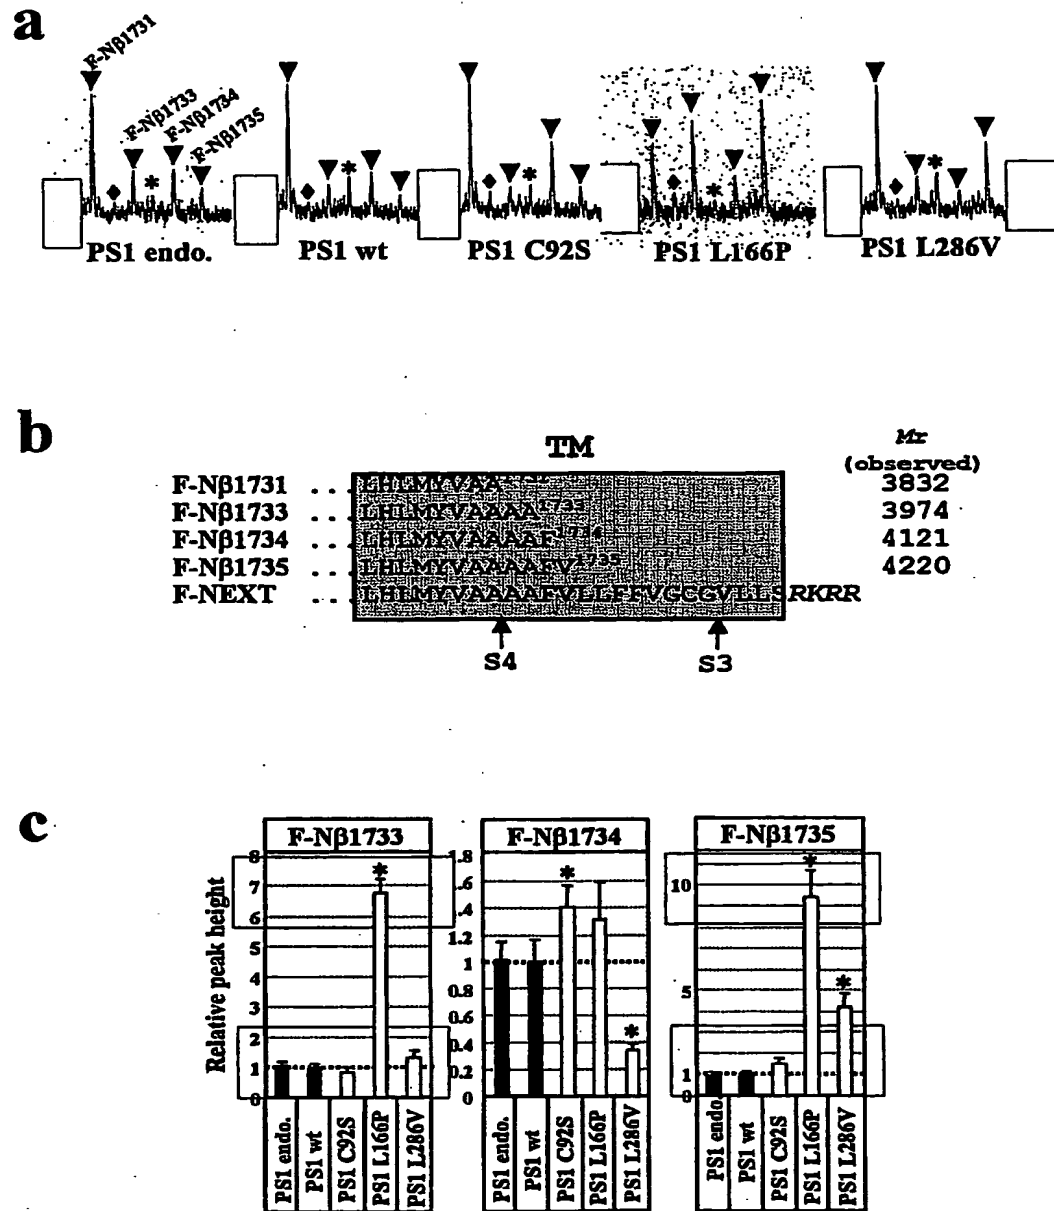 a
F-Nβ1731
F-Nβ1733
F-Nβ1734
F-Nβ1735
PS1 endo.
PS1 wt
PS1 C92S
PS1 L166P
PS1 L286V
b
TM
Mr
(observed)
F-Nβ1731 ...LHLMYVAA 3832
F-Nβ1733 ...LHLMYVAAAA1733 3974
F-Nβ1734 ...LHLMYVAAAAF1734 4121
F-Nβ1735 ...LHLMYVAAAAFV1735 4220
F-NEXT ...LHLMYVAAAAFVLLFFVGCGVLLSRKRR
S4
S3
c
F-Nβ1733
F-Nβ1734
F-Nβ1735
Relative peak height
8
7
6
5
4
3
2
1
0
1.8
.6
.4
1.2
1
0.8
0.6
0.4
0.2
0
10
5
1
0
PS1 endo.
PS1 wt
PS1 C92S
PS1 L166P
PS1 L286V
PS1 endo.
PS1 wt
PS1 C92S
PS1 L166P
PS1 L286V
PS1 endo.
PS1 wt
PS1 C92S
PS1 L166P
PS1 L286V